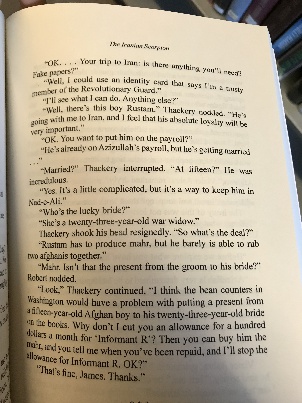 The Iranian Scorpion
"OK. . . . Your trip to Iran: is there anything you'll need?
Fake papers?"
"Well, I could use an identity card that says I'm a trusty
member of the Revolutionary Guard."
"I'll see what I can do. Anything else?"
"Well, there's this boy Rustam." Thackery nodded. "He's
going with me to Iran, and I feel that his absolute loyalty will be
very important."
"OK. You want to put him on the payroll?"
"He's already on Azizullah's payroll, but he's getting married
. . ."
"Married?" Thackery interrupted. "At fifteen?" He was
incredulous.
"Yes. It's a little complicated, but it's a way to keep him in
Nad-e-Ali."
"Who's the lucky bride?"
"She's a twenty-three-year-old war widow."
Thackery shook his head resignedly. "So what's the deal?"
"Rustam has to produce mahr, but he barely is able to rub
two afghanis together."
"Mahr. Isn't that the present from the groom to his bride?"
Robert nodded.
"Look," Thackery continued, "I think the bean counters in
Washington would have a problem with putting a present from
a fifteen-year-old Afghan boy to his twenty-three-year-old bride
on the books. Why don't I cut you an allowance for a hundred
dollars a month for 'Informant R'? Then you can buy him the
mahr, and you tell me when you've been repaid, and I'll stop the
allowance for Informant R, OK?"
"That's fine, James. Thanks."